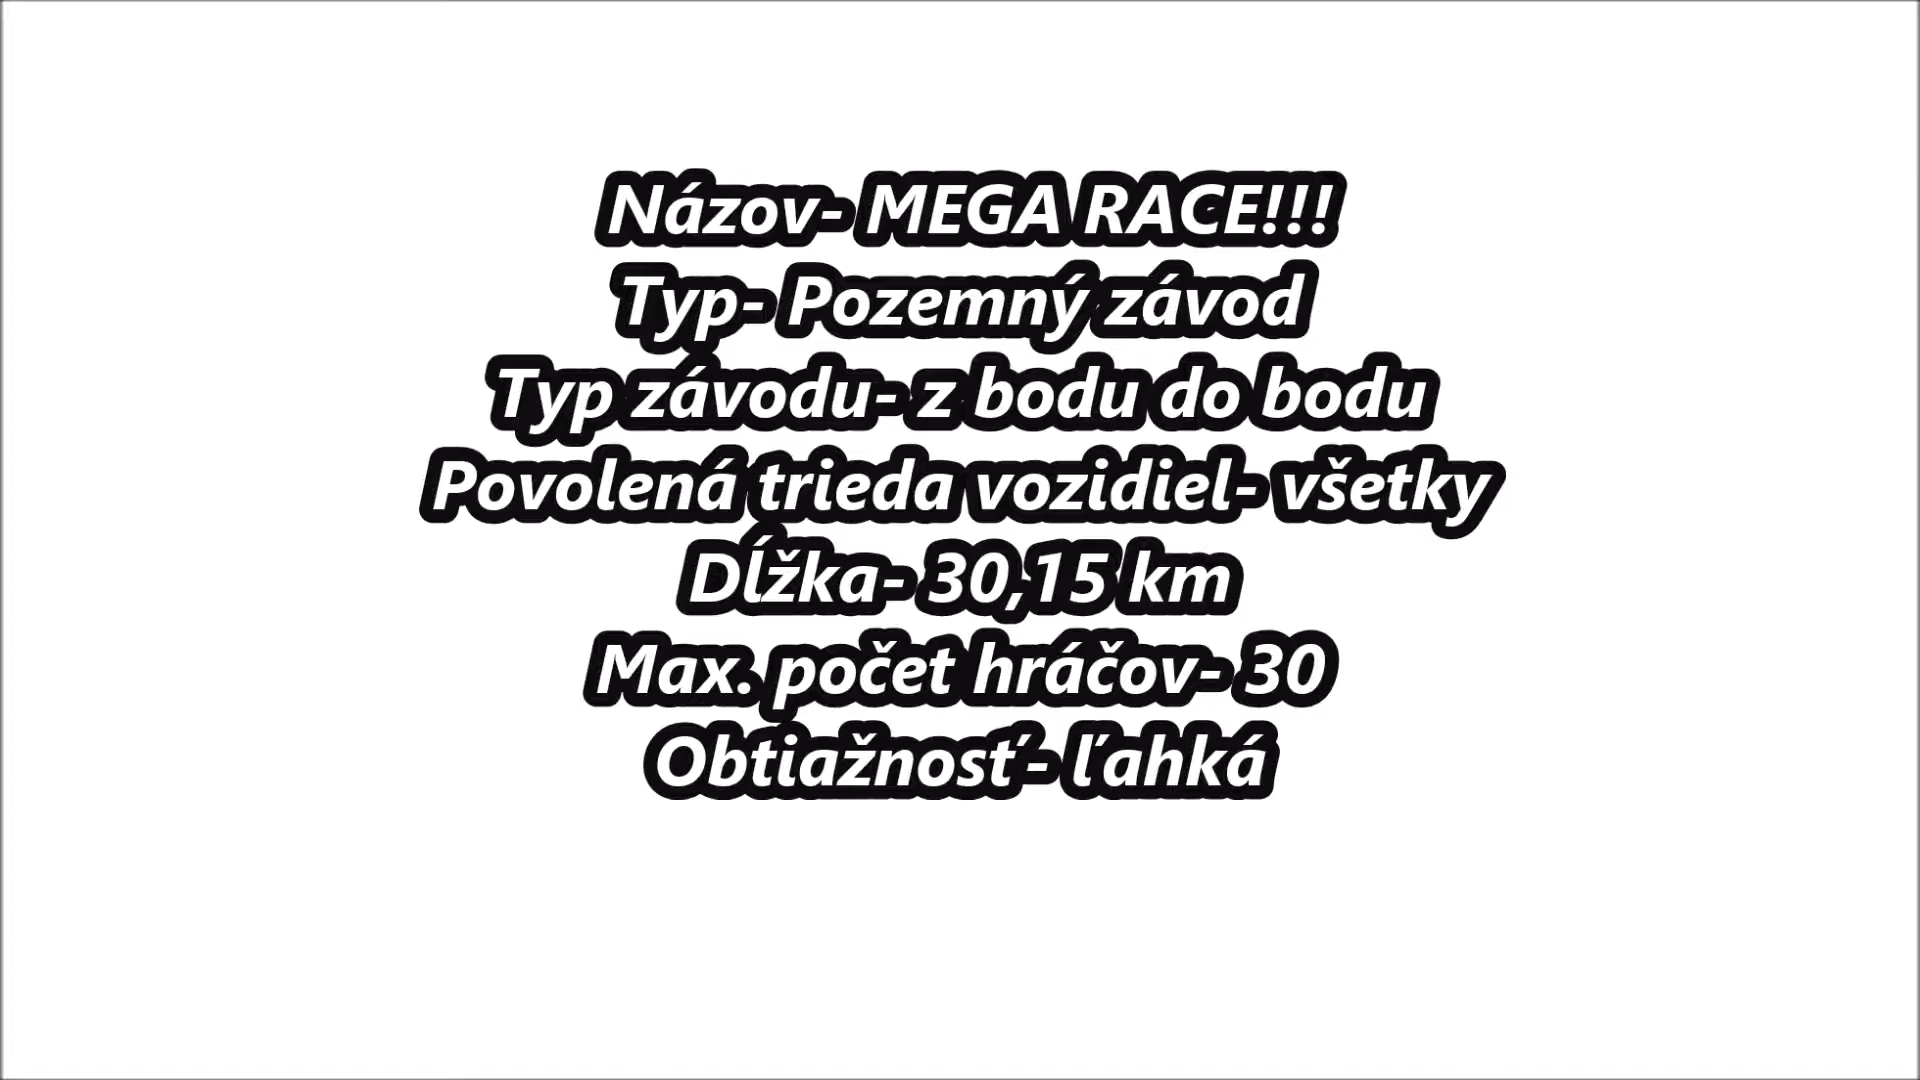 Názov- MEGA RACE!!!
Typ- Pozemný závod
Typ závodu- z bodu do bodu
Povolená trieda vozidiel- všetky
Dĺžka- 30,15 km
Max. počet hráčov- 30
Obtiažnosť- ľahká